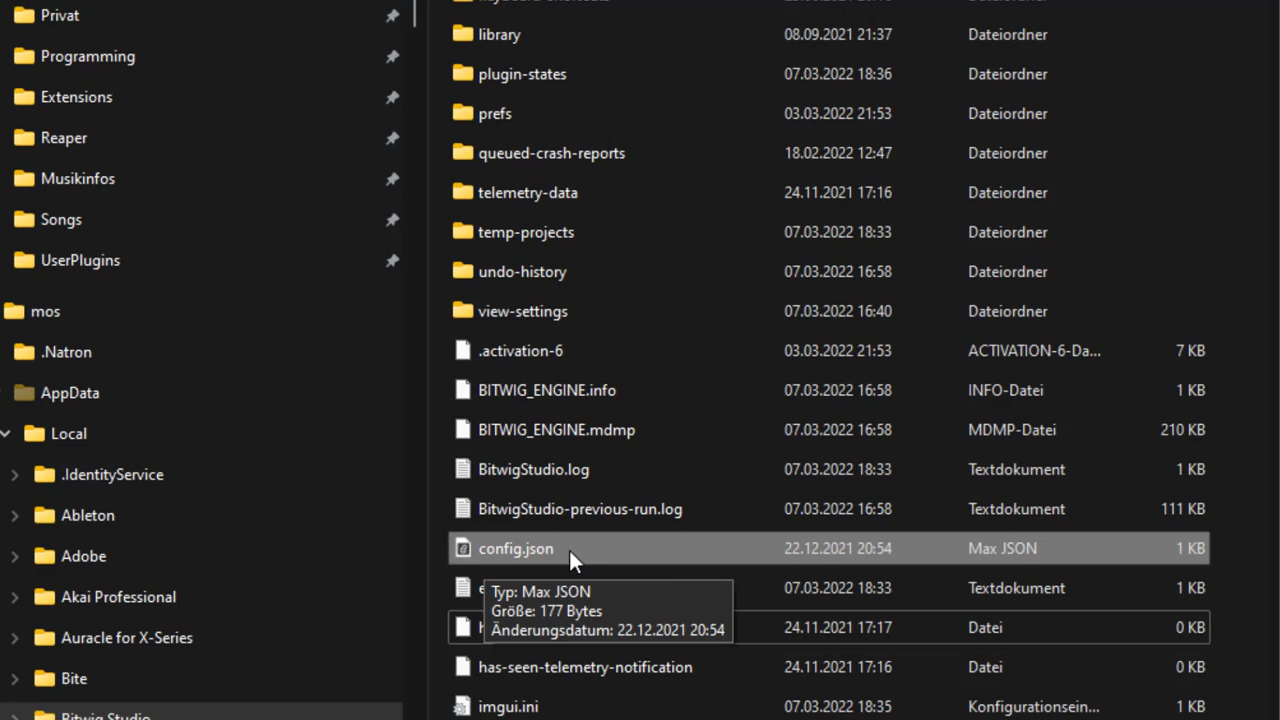 Privat
Programming
Extensions
Reaper
Musikinfos
Songs
UserPlugins
mos
.Natron
AppData
Local
.IdentityService
Ableton
Adobe
Akai Professional
Auracle for X-Series
Bite
Bitwig Studio
library 08.09.2021 21:37 Dateiordner
plugin-states 07.03.2022 18:36 Dateiordner
prefs 03.03.2022 21:53 Dateiordner
queued-crash-reports 18.02.2022 12:47 Dateiordner
telemetry-data 24.11.2021 17:16 Dateiordner
temp-projects 07.03.2022 18:33 Dateiordner
undo-history 07.03.2022 16:58 Dateiordner
view-settings 07.03.2022 16:40 Dateiordner
.activation-6 03.03.2022 21:53 ACTIVATION-6-Da... 7 KB
BITWIG_ENGINE.info 07.03.2022 16:58 INFO-Datei 1 KB
BITWIG_ENGINE.mdmp 07.03.2022 16:58 MDMP-Datei 210 KB
BitwigStudio.log 07.03.2022 18:33 Textdokument 1 KB
BitwigStudio-previous-run.log 07.03.2022 16:58 Textdokument 111 KB
config.json 22.12.2021 20:54 Max JSON 1 KB
07.03.2022 18:33 Textdokument 1 KB
Typ: Max JSON
Größe: 177 Bytes
Änderungsdatum: 22.12.2021 20:54
24.11.2021 17:17 Datei 0 KB
has-seen-telemetry-notification 24.11.2021 17:16 Datei 0 KB
imgui.ini 07.03.2022 18:35 Konfigurationsein... 1 KB